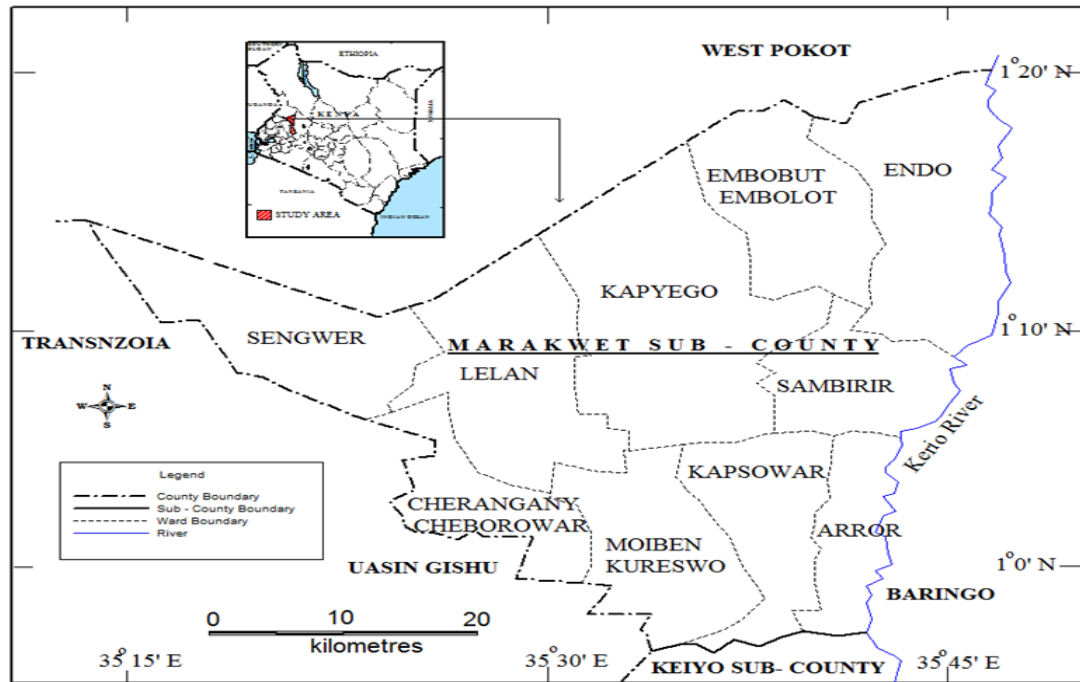 WEST POKOT
1°20' N
ETHIOPIA
KENYA
TANZANIA
INDIAN OCEAN
STUDY AREA
EMBOBUT
EMBOLOT
ENDO
KAPYEGO
SENGWER
TRANSNZOIA
1°10' N
MARAKWET SUB - COUNTY
LELAN
SAMBIRIR
N
W E
S
Kerio River
Legend
County Boundary
Sub - County Boundary
Ward Boundary
River
KAPSOWAR
CHERANGANY
CHEBOROWAR
ARROR
MOIBEN
KURESWO
UASIN GISHU
1°0' N
BARINGO
0 10 20
kilometres
KEIYO SUB- COUNTY
35°15' E
35°30' E
35°45' E